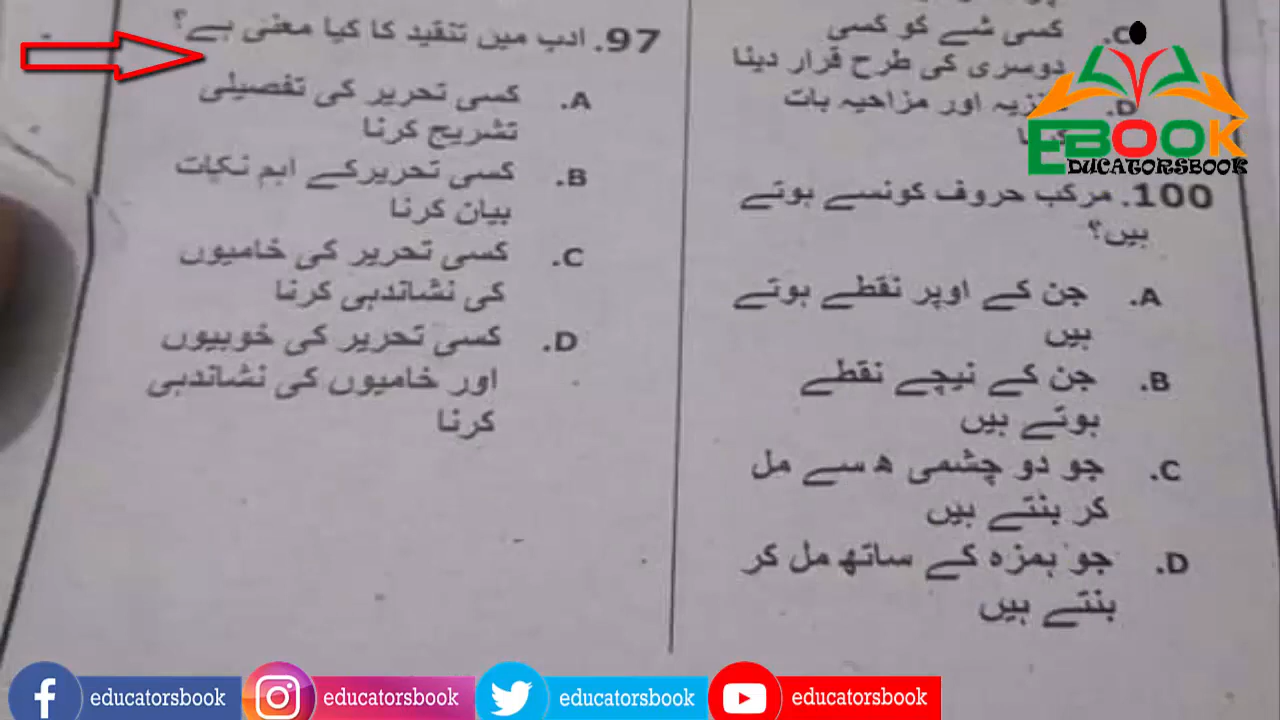 97. ادب میں تنقید کا کیا معنی ہے؟
A. کسی تحریر کی تفصیلی
تشریح کرنا
B. کسی تحریرکے اہم نکات
بیان کرنا
C. کسی تحریر کی خامیوں
کی نشاندہی کرنا
D. کسی تحریر کی خوبیوں
اور خامیوں کی نشاندہی
کرنا
C. کسی شے کو کسی
دوسری کی طرح قرار دینا
D. اور مزاحیہ بات
100. مرکب حروف کونسے ہوتے
ہیں؟
A. جن کے اوپر نقطے ہوتے
ہیں
B. جن کے نیچے نقطے
ہوتے ہیں
C. جو دو چشمی ھ سے مل
کر بنتے ہیں
D. جو ہمزہ کے ساتھ مل کر
بنتے ہیں
EBOOK
DUCATORSBOOK
educatorsbook
educatorsbook
educatorsbook
educatorsbook